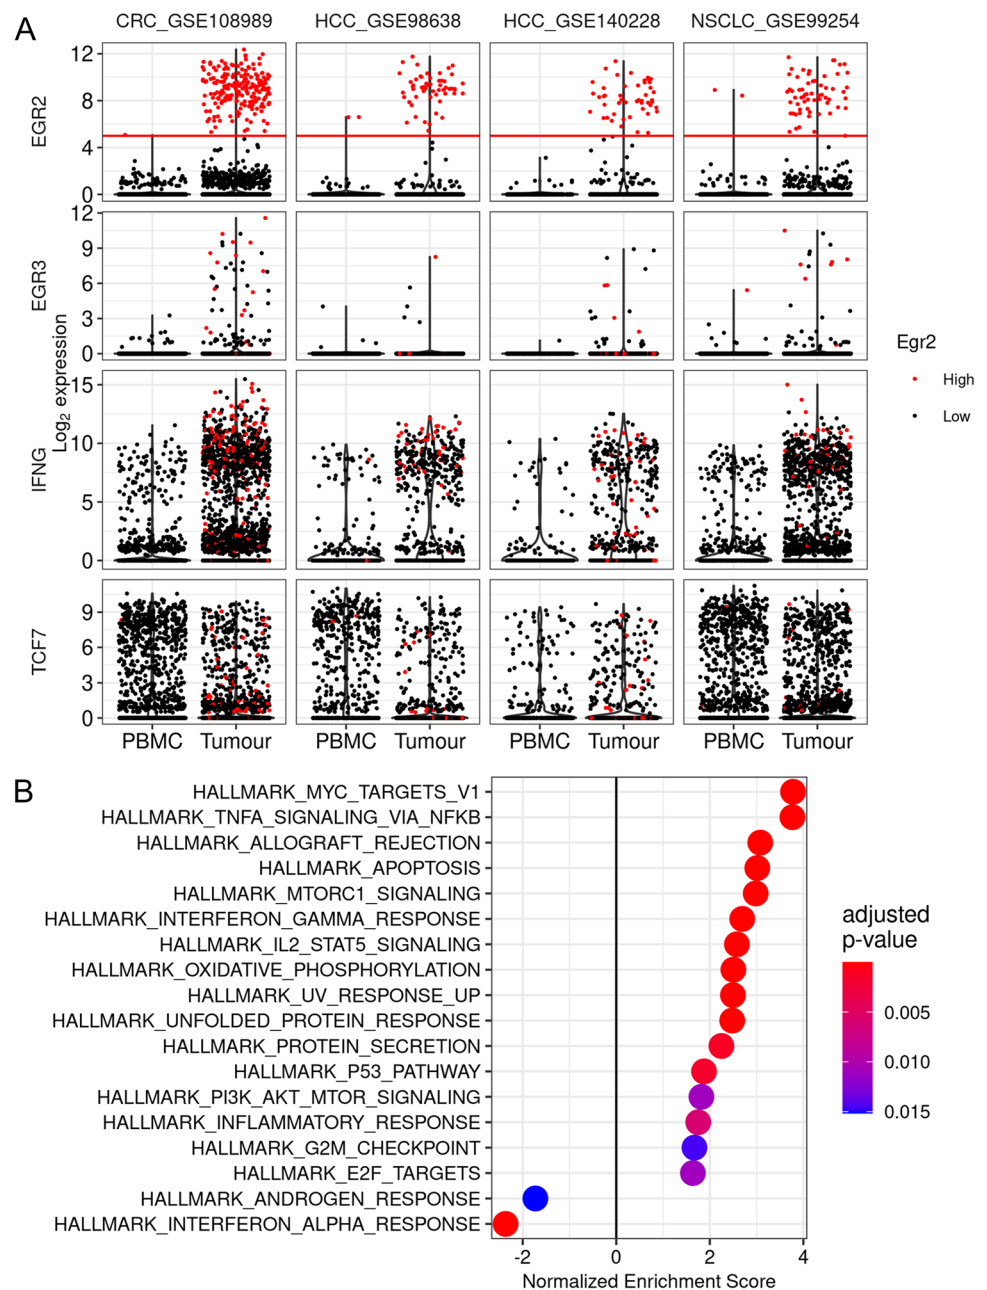 A
CRC_GSE108989 HCC_GSE98638 HCC_GSE140228 NSCLC_GSE99254
EGR2
12
8
4
0
EGR3
12
9
6
3
0
IFNG
15
10
5
0
TCF7
9
6
3
0
Log2 expression
PBMC Tumour PBMC Tumour PBMC Tumour PBMC Tumour
Egr2
High
Low
B
HALLMARK_MYC_TARGETS_V1
HALLMARK_TNFA_SIGNALING_VIA_NFKB
HALLMARK_ALLOGRAFT_REJECTION
HALLMARK_APOPTOSIS
HALLMARK_MTORC1_SIGNALING
HALLMARK_INTERFERON_GAMMA_RESPONSE
HALLMARK_IL2_STAT5_SIGNALING
HALLMARK_OXIDATIVE_PHOSPHORYLATION
HALLMARK_UV_RESPONSE_UP
HALLMARK_UNFOLDED_PROTEIN_RESPONSE
HALLMARK_PROTEIN_SECRETION
HALLMARK_P53_PATHWAY
HALLMARK_PI3K_AKT_MTOR_SIGNALING
HALLMARK_INFLAMMATORY_RESPONSE
HALLMARK_G2M_CHECKPOINT
HALLMARK_E2F_TARGETS
HALLMARK_ANDROGEN_RESPONSE
HALLMARK_INTERFERON_ALPHA_RESPONSE
-2 0 2 4
Normalized Enrichment Score
adjusted
p-value
0.005
0.010
0.015